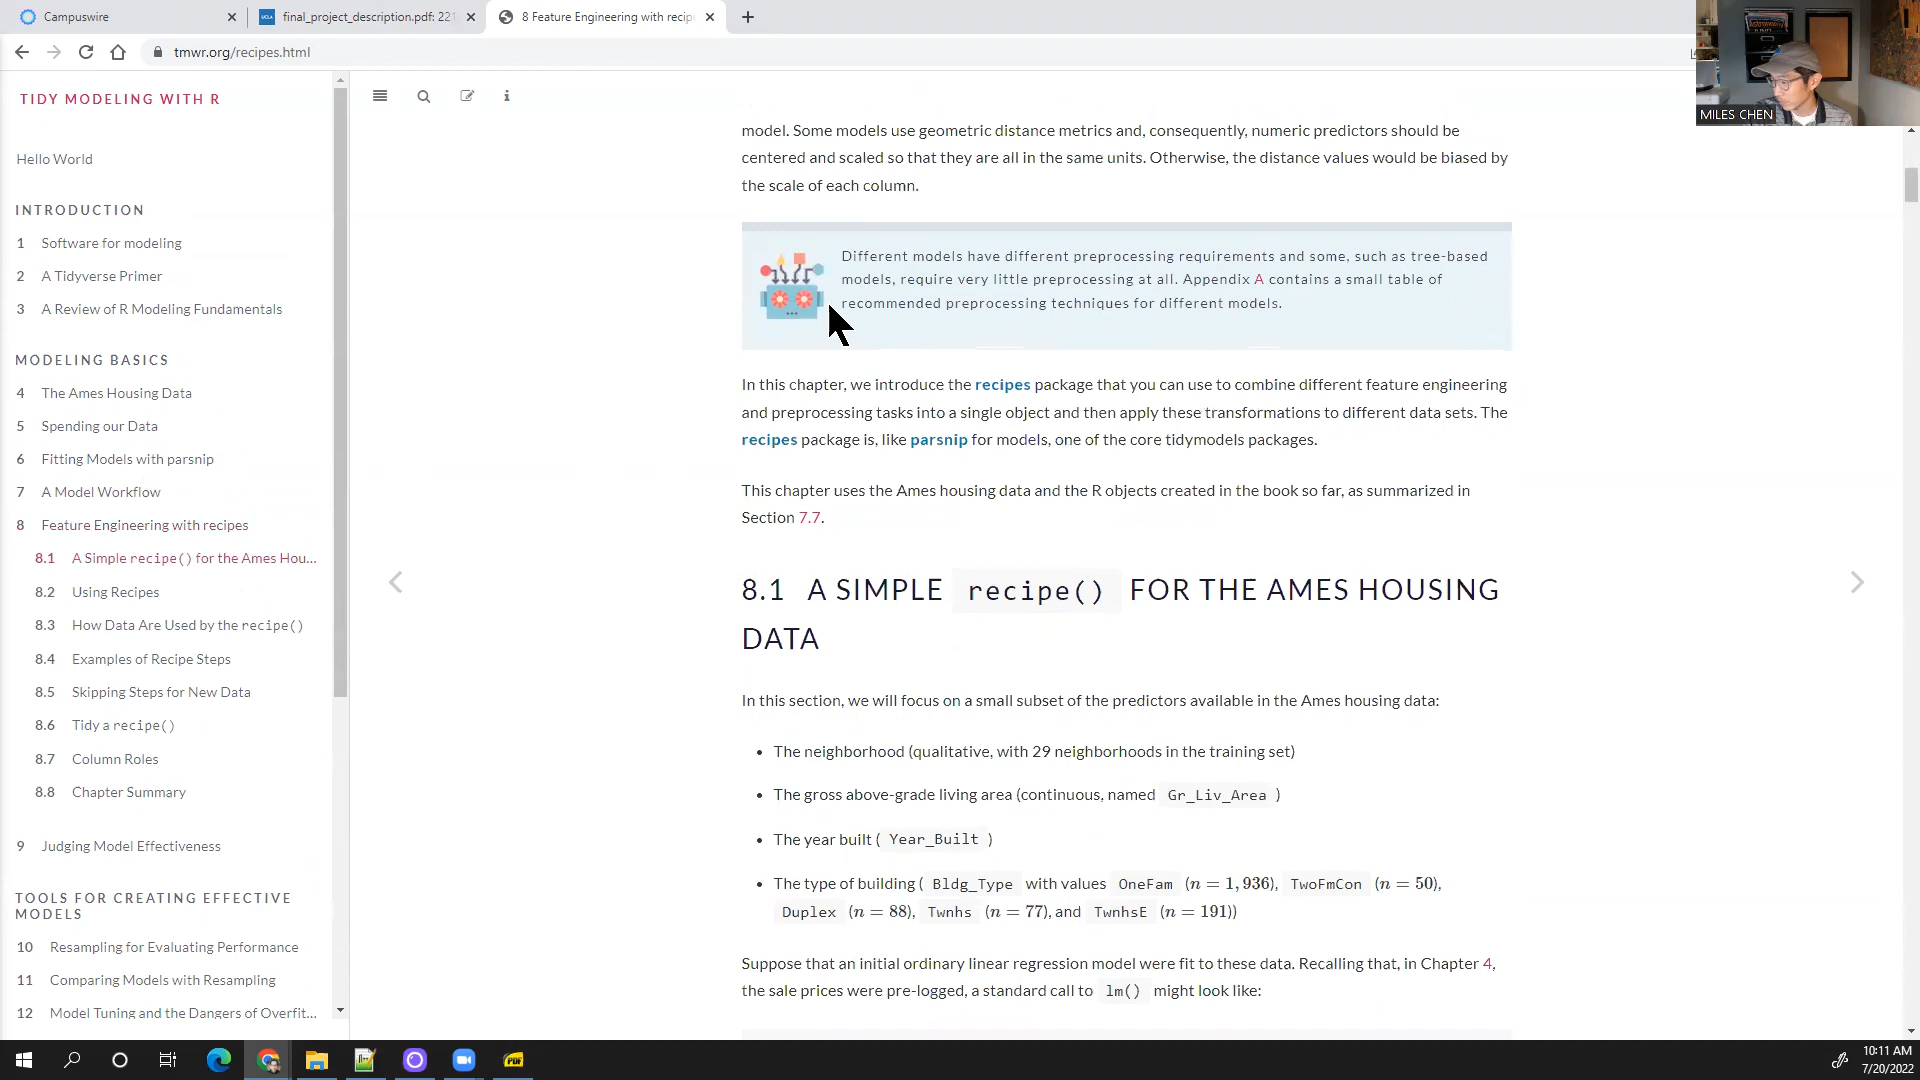 Campuswire
final_project_description.pdf: 221
8 Feature Engineering with recip
tmwr.org/recipes.html
MILES CHEN
TIDY MODELING WITH R
Hello World
INTRODUCTION
1 Software for modeling
2 A Tidyverse Primer
3 A Review of R Modeling Fundamentals
MODELING BASICS
4 The Ames Housing Data
5 Spending our Data
6 Fitting Models with parsnip
7 A Model Workflow
8 Feature Engineering with recipes
8.1 A Simple recipe() for the Ames Hou...
8.2 Using Recipes
8.3 How Data Are Used by the recipe()
8.4 Examples of Recipe Steps
8.5 Skipping Steps for New Data
8.6 Tidy a recipe()
8.7 Column Roles
8.8 Chapter Summary
9 Judging Model Effectiveness
TOOLS FOR CREATING EFFECTIVE
MODELS
10 Resampling for Evaluating Performance
11 Comparing Models with Resampling
12 Model Tuning and the Dangers of Overfit...
model. Some models use geometric distance metrics and, consequently, numeric predictors should be
centered and scaled so that they are all in the same units. Otherwise, the distance values would be biased by
the scale of each column.
Different models have different preprocessing requirements and some, such as tree-based
models, require very little preprocessing at all. Appendix A contains a small table of
recommended preprocessing techniques for different models.
In this chapter, we introduce the recipes package that you can use to combine different feature engineering
and preprocessing tasks into a single object and then apply these transformations to different data sets. The
recipes package is, like parsnip for models, one of the core tidymodels packages.
This chapter uses the Ames housing data and the R objects created in the book so far, as summarized in
Section 7.7.
8.1 A SIMPLE recipe() FOR THE AMES HOUSING
DATA
In this section, we will focus on a small subset of the predictors available in the Ames housing data:
• The neighborhood (qualitative, with 29 neighborhoods in the training set)
• The gross above-grade living area (continuous, named Gr_Liv_Area )
• The year built ( Year_Built )
• The type of building ( Bldg_Type with values OneFam (n = 1,936), TwoFmCon (n = 50),
Duplex (n = 88), Twnhs (n = 77), and TwnhsE (n = 191))
Suppose that an initial ordinary linear regression model were fit to these data. Recalling that, in Chapter 4,
the sale prices were pre-logged, a standard call to lm() might look like:
PDF
10:11 AM
7/20/2022